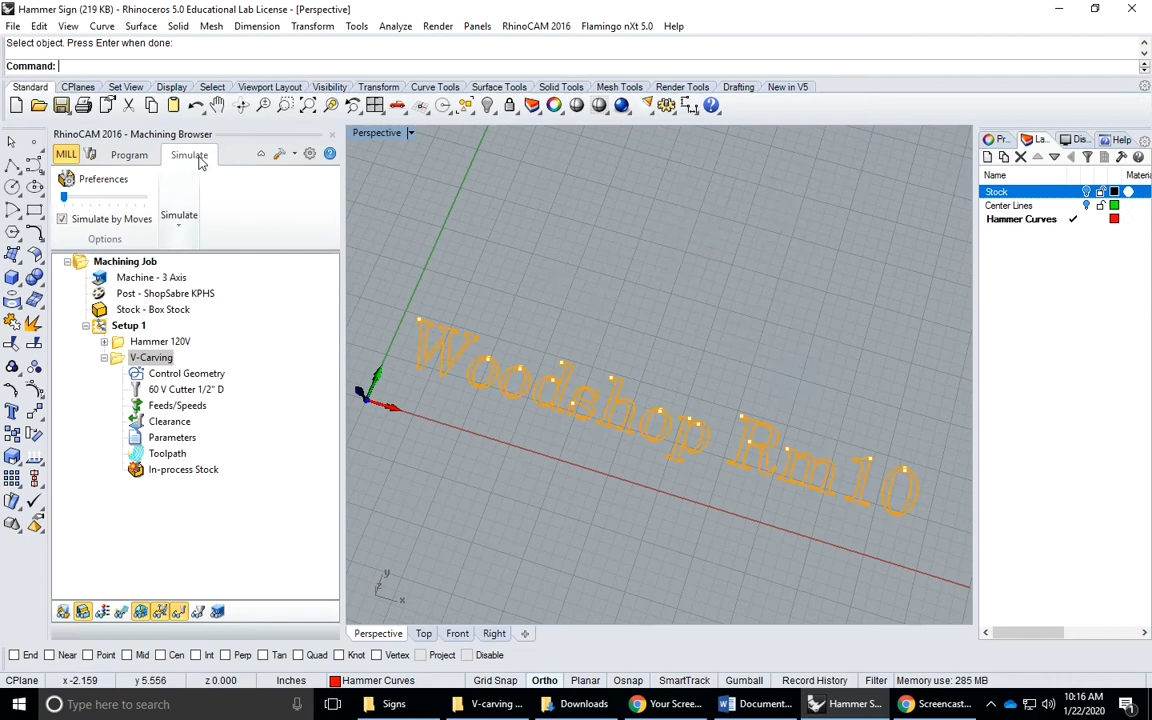 Hammer Sign (219 KB) - Rhinoceros 5.0 Educational Lab License - [Perspective]
File Edit View Curve Surface Solid Mesh Dimension Transform Tools Analyze Render Panels RhinoCAM 2016 Flamingo nXt 5.0 Help
Select object. Press Enter when done:
Command:
Standard CPlanes Set View Display Select Viewport Layout Visibility Transform Curve Tools Surface Tools Solid Tools Mesh Tools Render Tools Drafting New in V5
RhinoCAM 2016 - Machining Browser
MILL Program Simulate
Preferences
Simulate by Moves
Simulate
Options
Machining Job
Machine - 3 Axis
Post - ShopSabre KPHS
Stock - Box Stock
Setup 1
Hammer 120V
V-Carving
Control Geometry
60 V Cutter 1/2" D
Feeds/Speeds
Clearance
Parameters
Toolpath
In-process Stock
Perspective
Woodshop Rm10
y
z
x
Perspective Top Front Right
Pr... La... Dis... Help
Name Materi
Stock
Center Lines
Hammer Curves
End Near Point Mid Cen Int Perp Tan Quad Knot Vertex Project Disable
CPlane x -2.159 y 5.556 z 0.000 Inches Hammer Curves Grid Snap Ortho Planar Osnap SmartTrack Gumball Record History Filter Memory use: 285 MB
Type here to search Signs V-carving ... Downloads Your Scree... Document... Hammer S... Screencast...
10:16 AM
1/22/2020
1